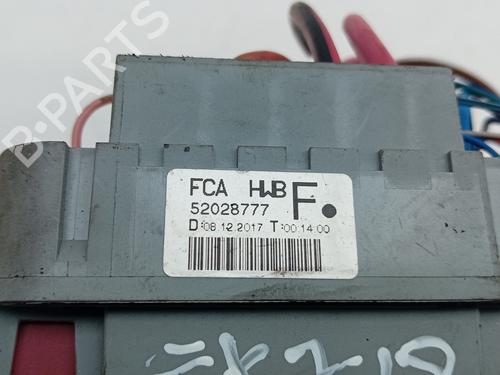 B-PARTS
FCA HWB F.
52028777
D:08.12.2017 T:00:14:00